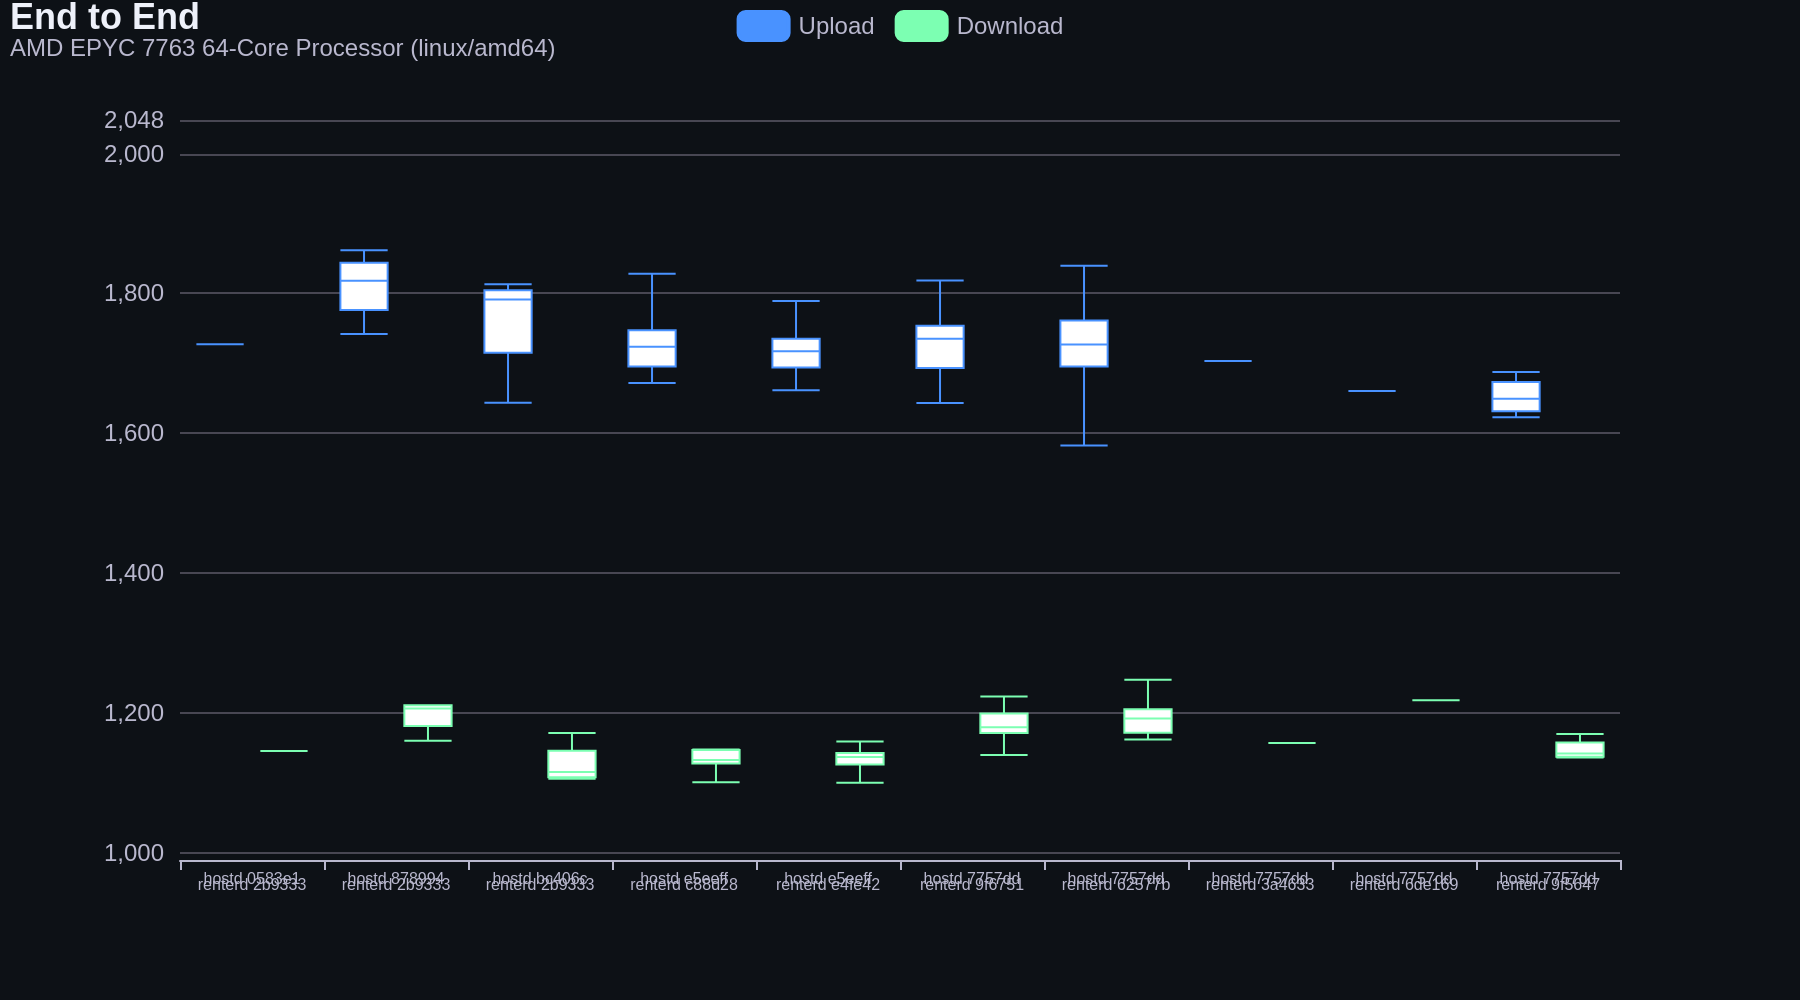 End to End
AMD EPYC 7763 64-Core Processor (linux/amd64)
Upload
Download
2,048
2,000
1,800
1,600
1,400
1,200
1,000
hostd 0583e1
renterd 2b9333
hostd 878994
renterd 2b9333
hostd bc406c
renterd 2b9333
hostd e5eeff
renterd c88d28
hostd e5eeff
renterd e4fe42
hostd 7757dd
renterd 9f6751
hostd 7757dd
renterd 62577b
hostd 7757dd
renterd 3a4653
hostd 7757dd
renterd 6de169
hostd 7757dd
renterd 9f5647